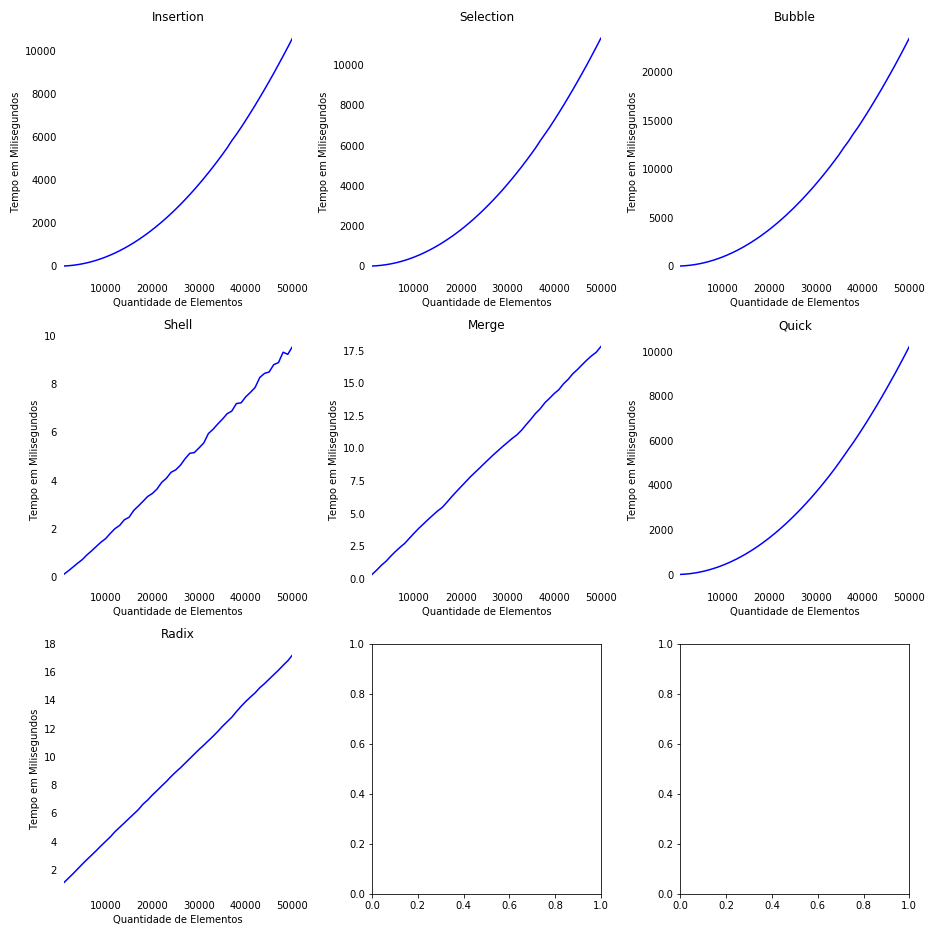 Insertion
Tempo em Milisegundos
10000
8000
6000
4000
2000
0
10000 20000 30000 40000 50000
Quantidade de Elementos
Selection
Tempo em Milisegundos
10000
8000
6000
4000
2000
0
10000 20000 30000 40000 50000
Quantidade de Elementos
Bubble
Tempo em Milisegundos
20000
15000
10000
5000
0
10000 20000 30000 40000 50000
Quantidade de Elementos
Shell
Tempo em Milisegundos
10
8
6
4
2
0
10000 20000 30000 40000 50000
Quantidade de Elementos
Merge
Tempo em Milisegundos
17.5
15.0
12.5
10.0
7.5
5.0
2.5
0.0
10000 20000 30000 40000 50000
Quantidade de Elementos
Quick
Tempo em Milisegundos
10000
8000
6000
4000
2000
0
10000 20000 30000 40000 50000
Quantidade de Elementos
Radix
Tempo em Milisegundos
18
16
14
12
10
8
6
4
2
10000 20000 30000 40000 50000
Quantidade de Elementos
1.0
0.8
0.6
0.4
0.2
0.0
0.0 0.2 0.4 0.6 0.8 1.0
1.0
0.8
0.6
0.4
0.2
0.0
0.0 0.2 0.4 0.6 0.8 1.0